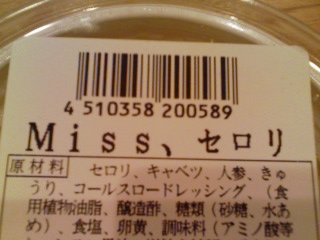 4 510358 200589
Miss、セロリ
原材料 セロリ、キャベツ、人参、きゅ
うり、コールスロードレッシング、(食
用植物油脂、醸造酢、糖類(砂糖、水あ
め)、食塩、卵黄、調味料(アミノ酸等